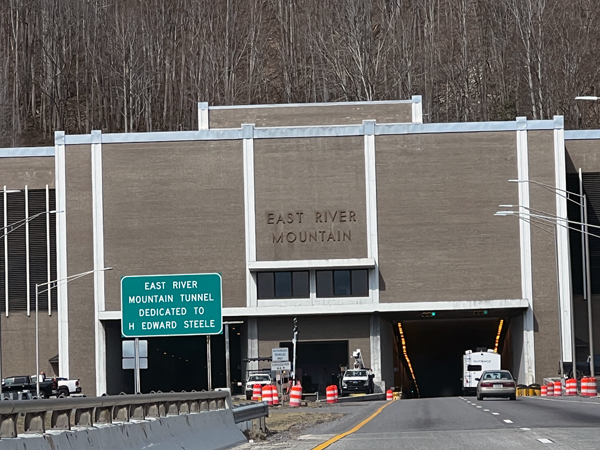 EAST RIVER
MOUNTAIN
EAST RIVER
MOUNTAIN TUNNEL
DEDICATED TO
H EDWARD STEELE